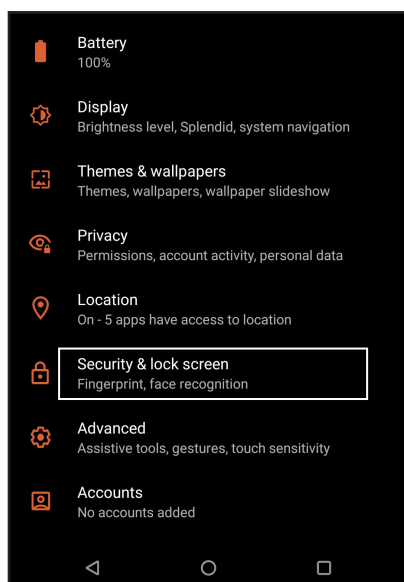 Battery
100%
Display
Brightness level, Splendid, system navigation
Themes & wallpapers
Themes, wallpapers, wallpaper slideshow
Privacy
Permissions, account activity, personal data
Location
On - 5 apps have access to location
Security & lock screen
Fingerprint, face recognition
Advanced
Assistive tools, gestures, touch sensitivity
Accounts
No accounts added